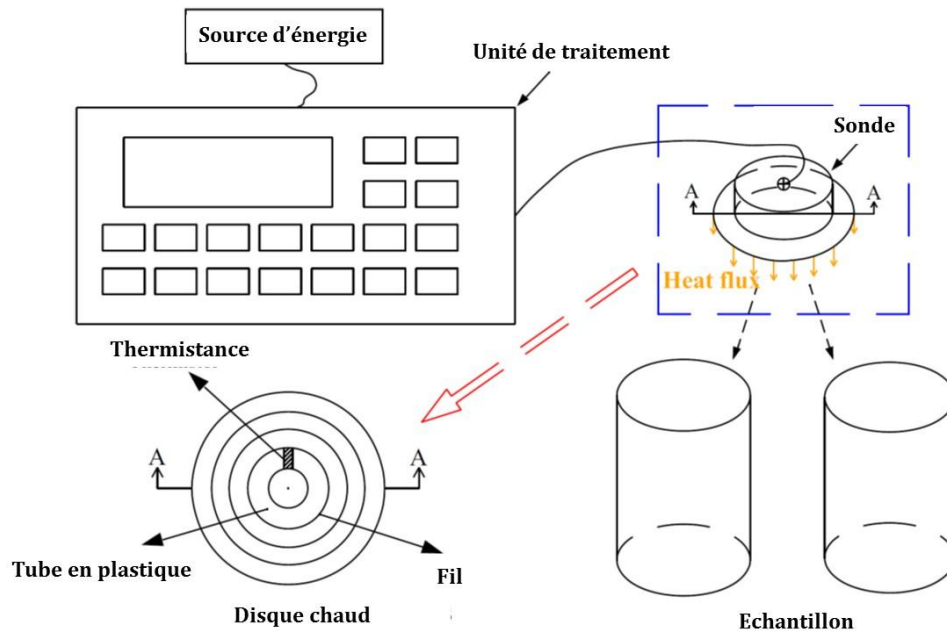 Source d'énergie
Unité de traitement
Sonde
A
A
Heat flux
Thermistance
A
A
Tube en plastique
Fil
Disque chaud
Echantillon